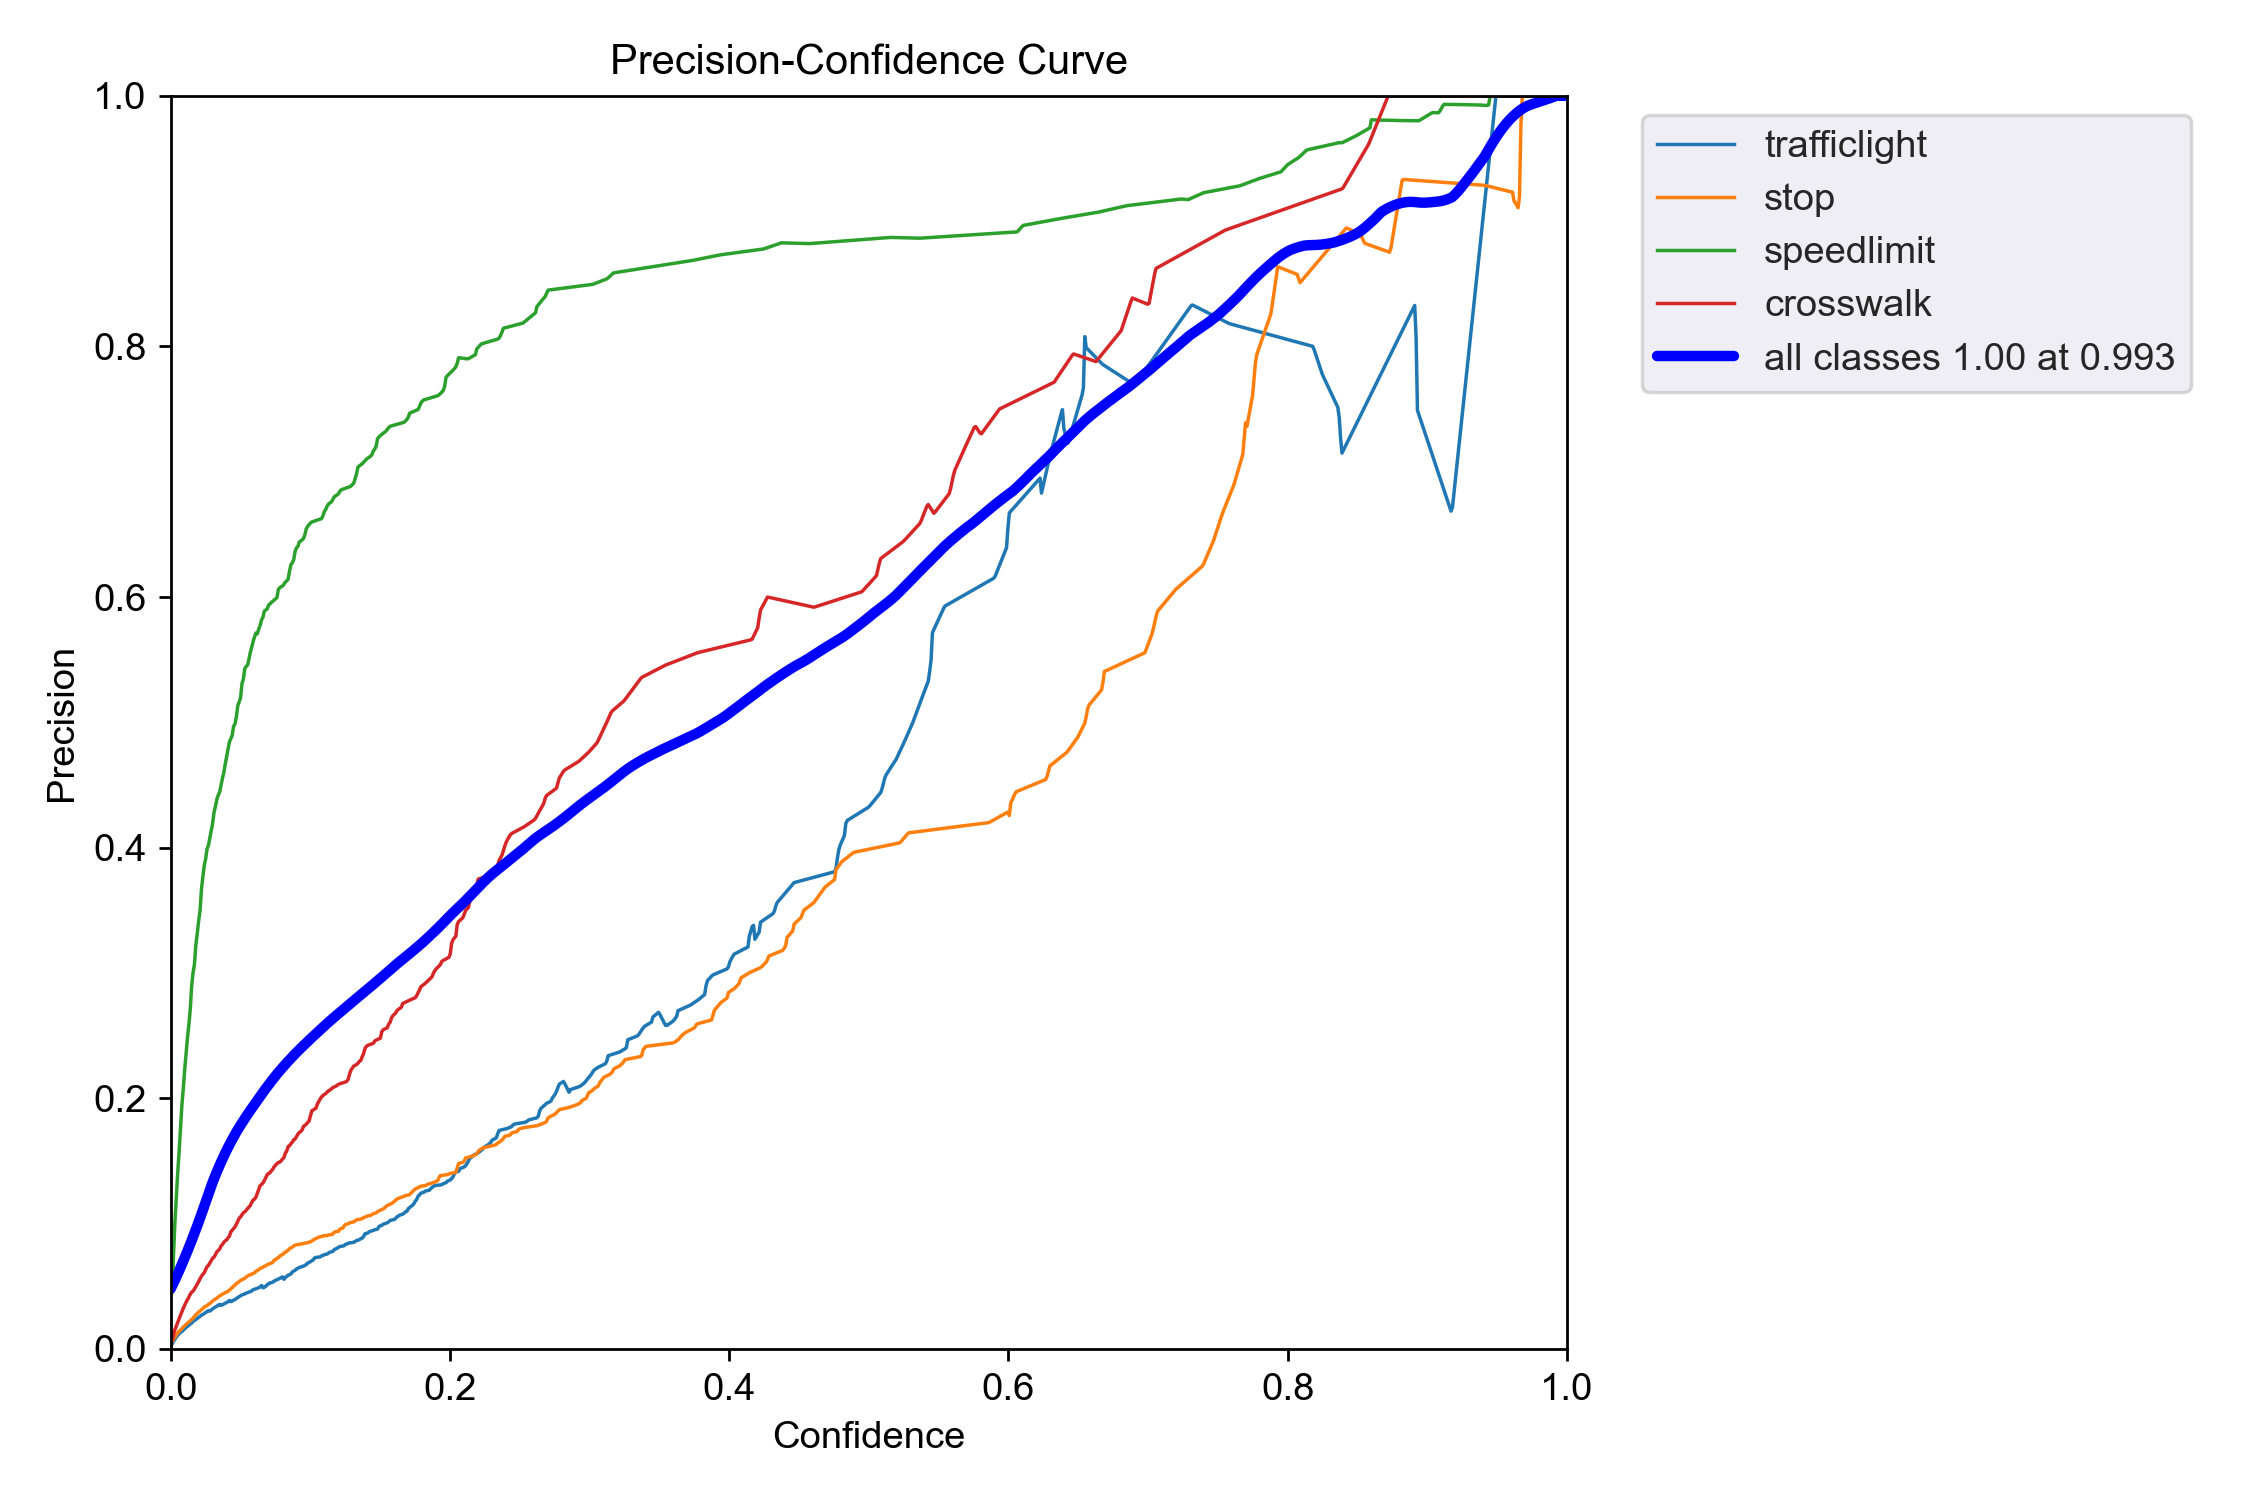 Precision-Confidence Curve
1.0
0.8
0.6
0.4
0.2
0.0
Precision
0.0 0.2 0.4 0.6 0.8 1.0
Confidence
trafficlight
stop
speedlimit
crosswalk
all classes 1.00 at 0.993